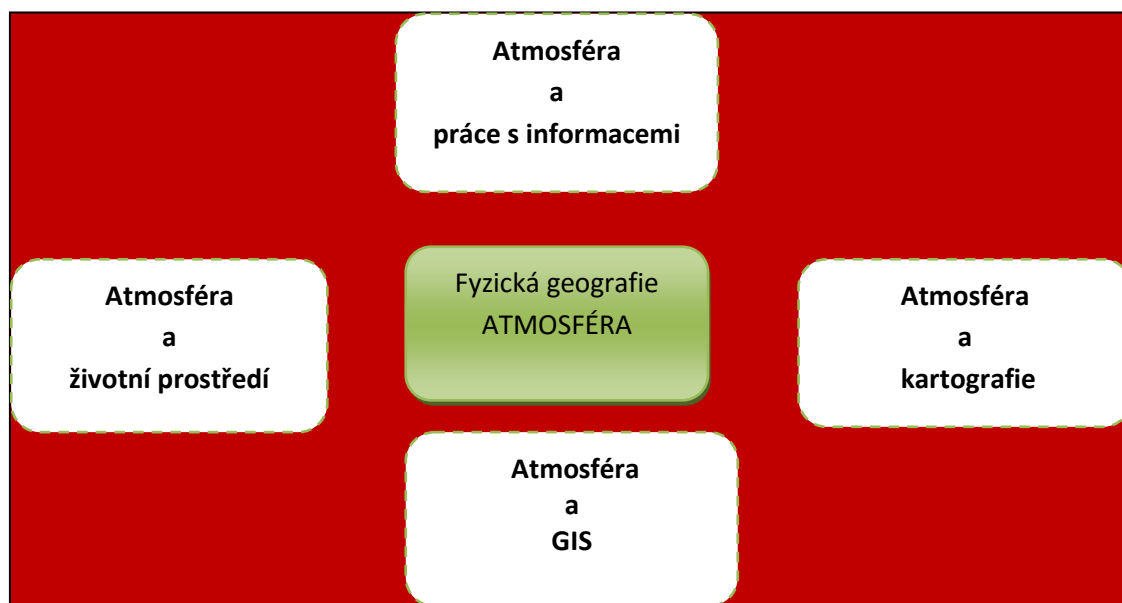 Atmosféra
a
práce s informacemi
Atmosféra
a
životní prostředí
Fyzická geografie
ATMOSFÉRA
Atmosféra
a
kartografie
Atmosféra
a
GIS